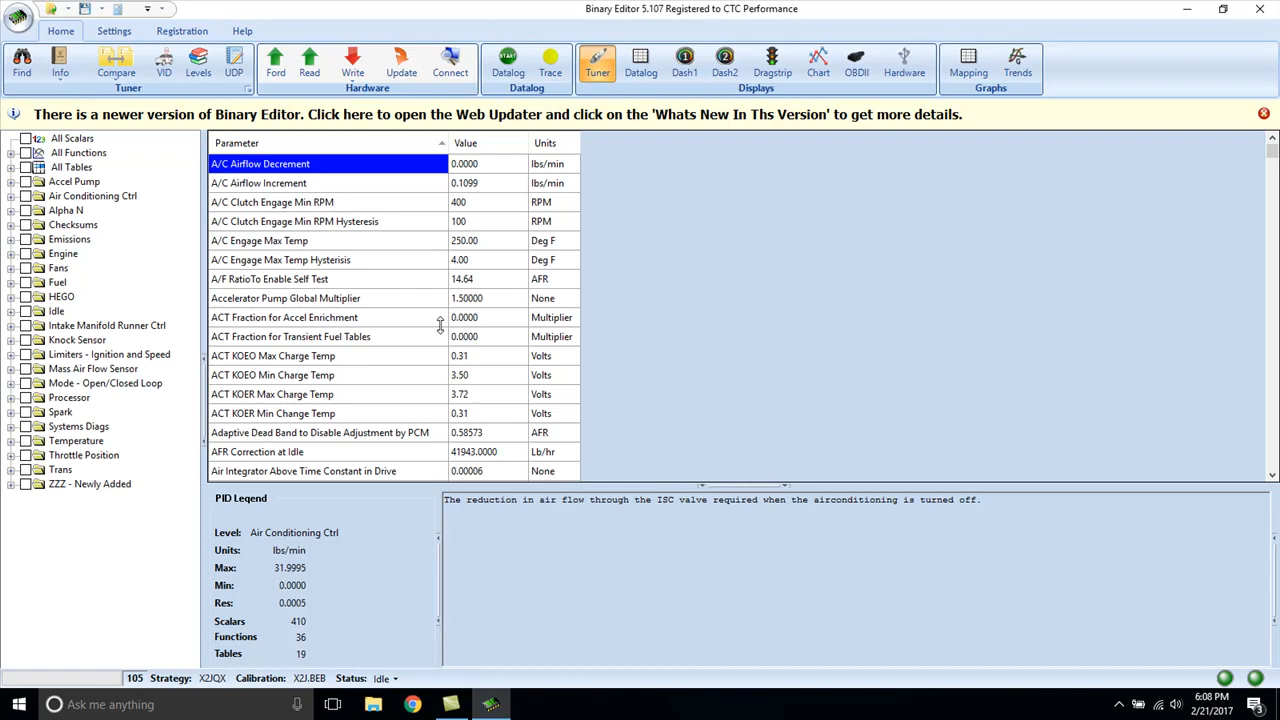 Binary Editor 5.107 Registered to CTC Performance
Home Settings Registration Help
Find Info Compare VID Levels UDP Ford Read Write Update Connect Datalog Trace Tuner Datalog Dash1 Dash2 Dragstrip Chart OBDII Hardware Mapping Trends
Tuner Hardware Datalog Displays Graphs
There is a newer version of Binary Editor. Click here to open the Web Updater and click on the 'Whats New In Ths Version' to get more details.
All Scalars
All Functions
All Tables
Accel Pump
Air Conditioning Ctrl
Alpha N
Checksums
Emissions
Engine
Fans
Fuel
HEGO
Idle
Intake Manifold Runner Ctrl
Knock Sensor
Limiters - Ignition and Speed
Mass Air Flow Sensor
Mode - Open/Closed Loop
Processor
Spark
Systems Diags
Temperature
Throttle Position
Trans
ZZZ - Newly Added
Parameter Value Units
A/C Airflow Decrement 0.0000 lbs/min
A/C Airflow Increment 0.1099 lbs/min
A/C Clutch Engage Min RPM 400 RPM
A/C Clutch Engage Min RPM Hysteresis 100 RPM
A/C Engage Max Temp 250.00 Deg F
A/C Engage Max Temp Hysterisis 4.00 Deg F
A/F RatioTo Enable Self Test 14.64 AFR
Accelerator Pump Global Multiplier 1.50000 None
ACT Fraction for Accel Enrichment 0.0000 Multiplier
ACT Fraction for Transient Fuel Tables 0.0000 Multiplier
ACT KOEO Max Charge Temp 0.31 Volts
ACT KOEO Min Charge Temp 3.50 Volts
ACT KOER Max Charge Temp 3.72 Volts
ACT KOER Min Change Temp 0.31 Volts
Adaptive Dead Band to Disable Adjustment by PCM 0.58573 AFR
AFR Correction at Idle 41943.0000 Lb/hr
Air Integrator Above Time Constant in Drive 0.00006 None
PID Legend
Level: Air Conditioning Ctrl
Units: lbs/min
Max: 31.9995
Min: 0.0000
Res: 0.0005
Scalars 410
Functions 36
Tables 19
The reduction in air flow through the ISC valve required when the airconditioning is turned off.
105 Strategy: X2JQX Calibration: X2J.BEB Status: Idle
Ask me anything
6:08 PM
2/21/2017
3